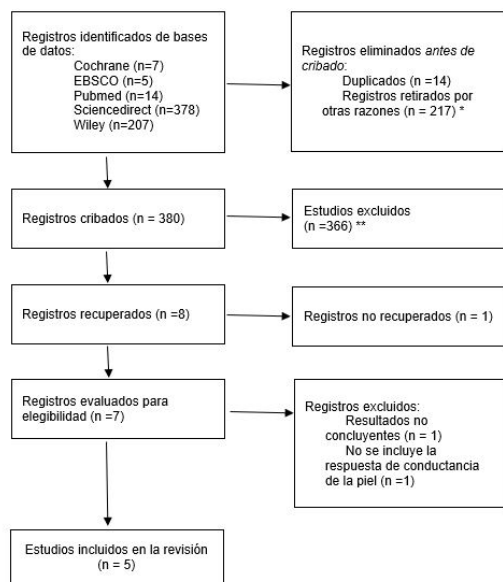 Registros identificados de bases
de datos:
Cochrane (n=7)
EBSCO (n=5)
Pubmed (n=14)
Sciencedirect (n=378)
Wiley (n=207)
Registros eliminados antes de
cribado:
Duplicados (n =14)
Registros retirados por
otras razones (n = 217) *
Registros cribados (n = 380)
Estudios excluidos
(n =366) **
Registros recuperados (n =8)
Registros no recuperados (n = 1)
Registros evaluados para
elegibilidad (n =7)
Registros excluidos:
Resultados no
concluyentes (n = 1)
No se incluye la
respuesta de conductancia
de la piel (n =1)
Estudios incluidos en la revisión
(n = 5)